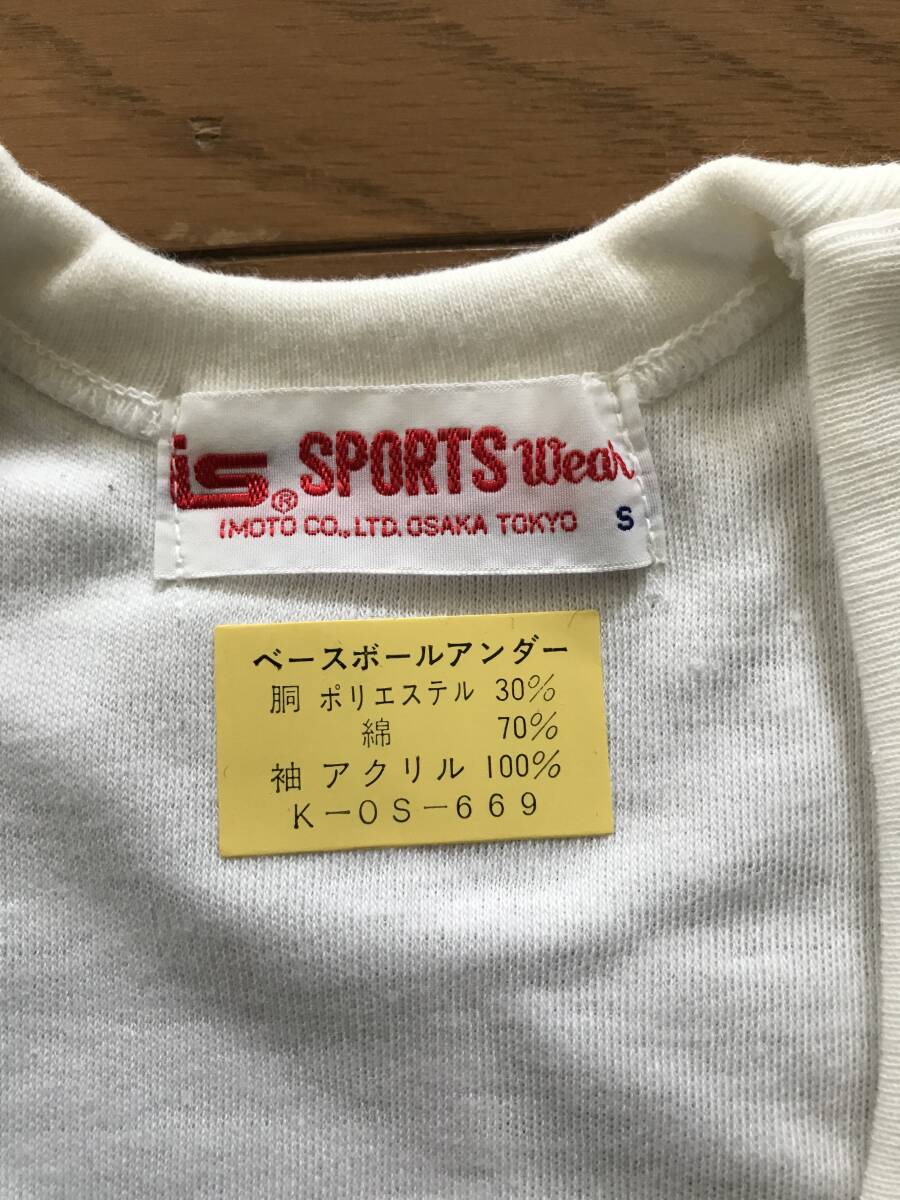 is® SPORTS Wear
IMOTO CO.,LTD. OSAKA TOKYO S
ベースボールアンダー
胴 ポリエステル 30%
綿 70%
袖 アクリル 100%
K-OS-669